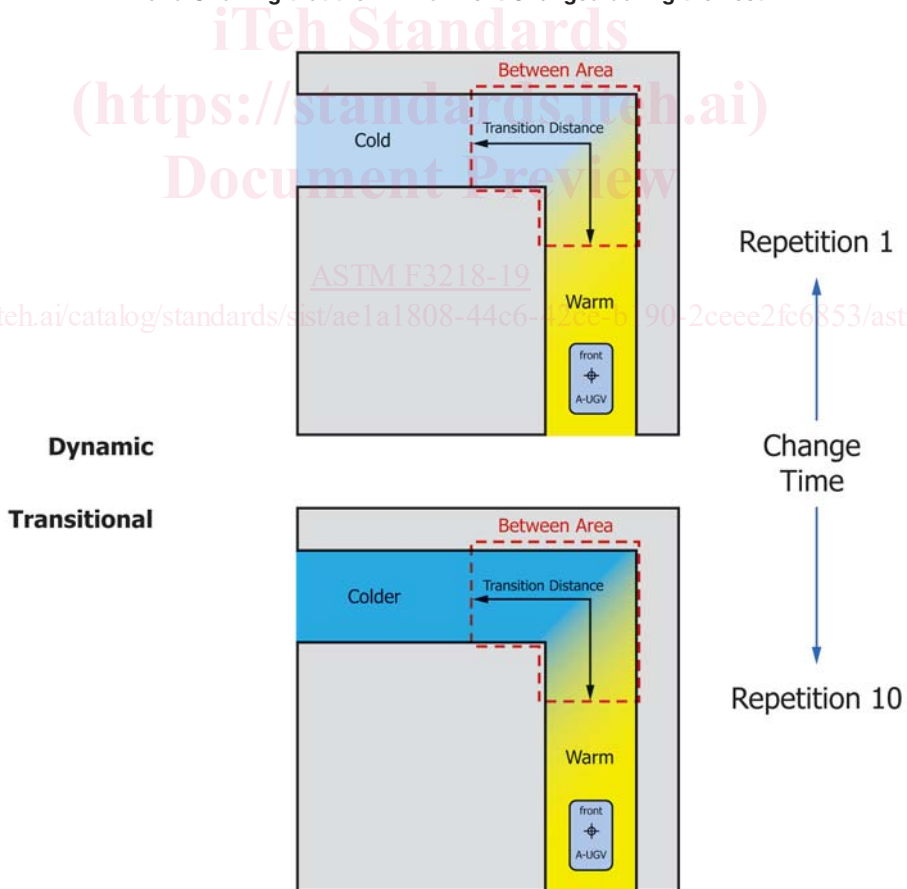 iTeh Standards
(https://standards.iteh.ai)
Document Preview
ASTM F3218-19
Between Area
Cold
Transition Distance
Warm
front
A-UGV
Repetition 1
Dynamic
Transitional
Change
Time
Between Area
Colder
Transition Distance
Warm
front
A-UGV
Repetition 10